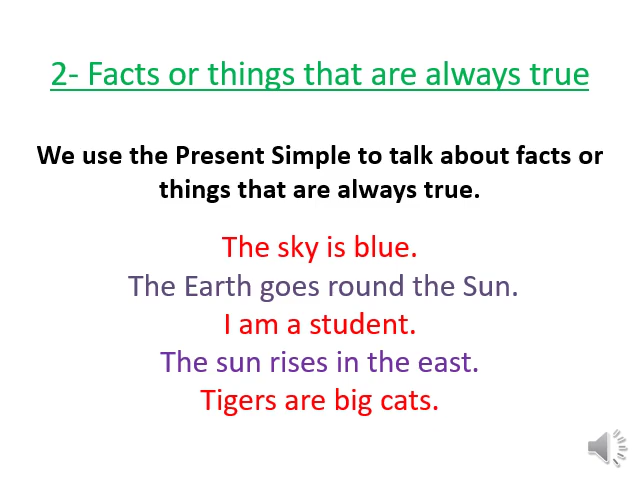 2- Facts or things that are always true
We use the Present Simple to talk about facts or
things that are always true.
The sky is blue.
The Earth goes round the Sun.
I am a student.
The sun rises in the east.
Tigers are big cats.